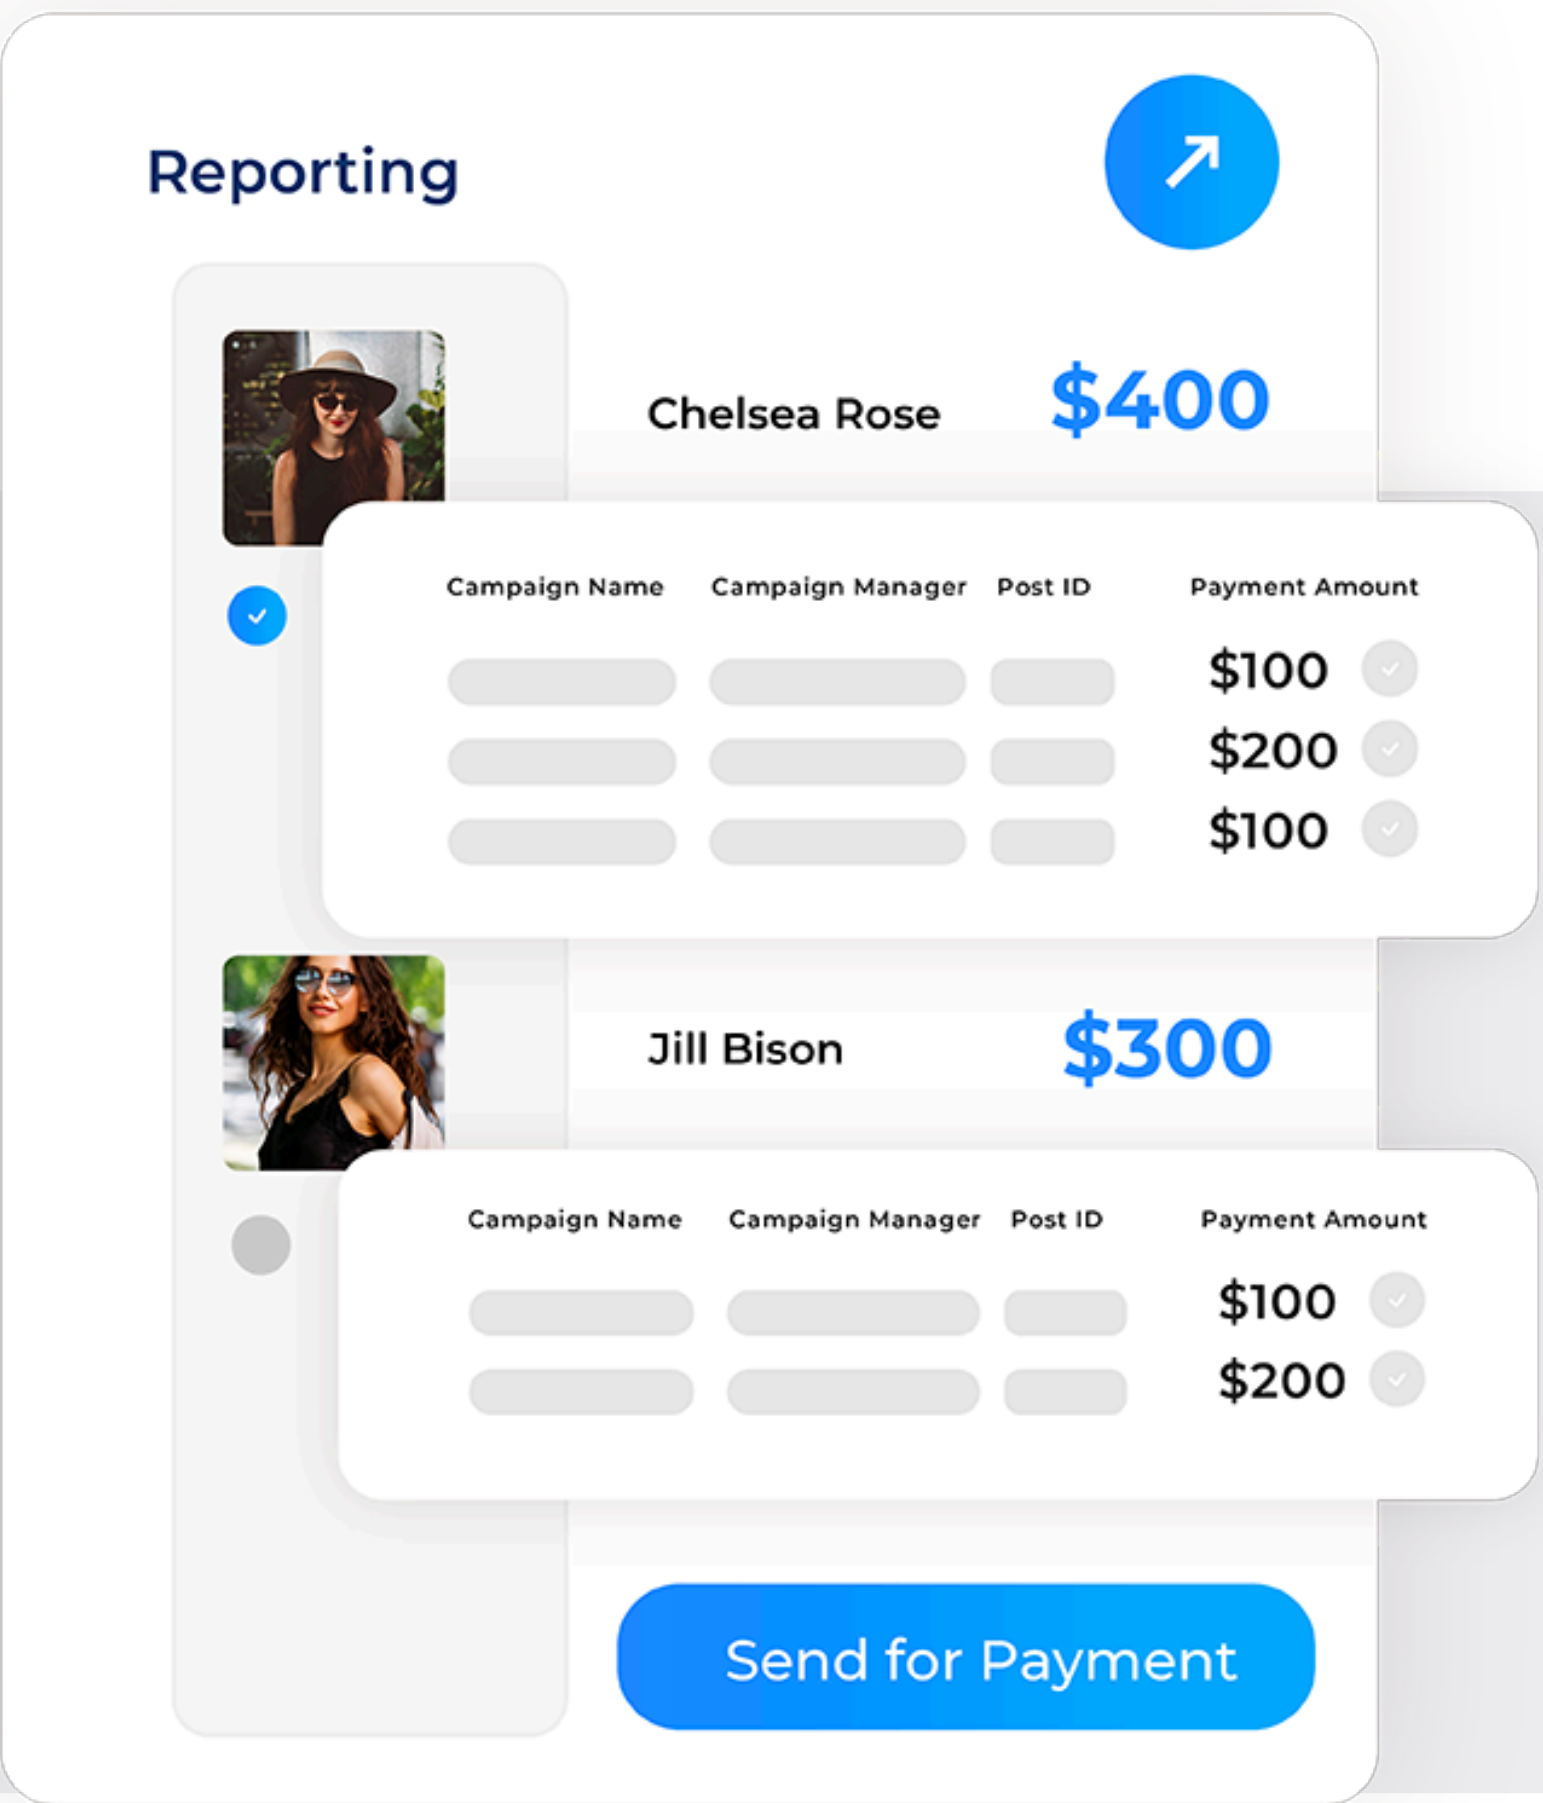 Reporting
Chelsea Rose $400
Campaign Name Campaign Manager Post ID Payment Amount
$100
$200
$100
Jill Bison $300
Campaign Name Campaign Manager Post ID Payment Amount
$100
$200
Send for Payment